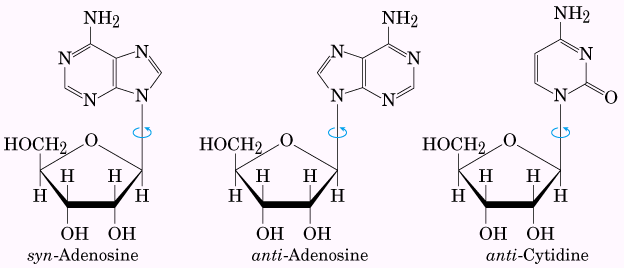 NH₂
N N
N N
HOCH₂ O
H H
H H
OH OH
syn-Adenosine
NH₂
N N
N N
HOCH₂ O
H H
H H
OH OH
anti-Adenosine
NH₂
N
N O
HOCH₂ O
H H
H H
OH OH
anti-Cytidine